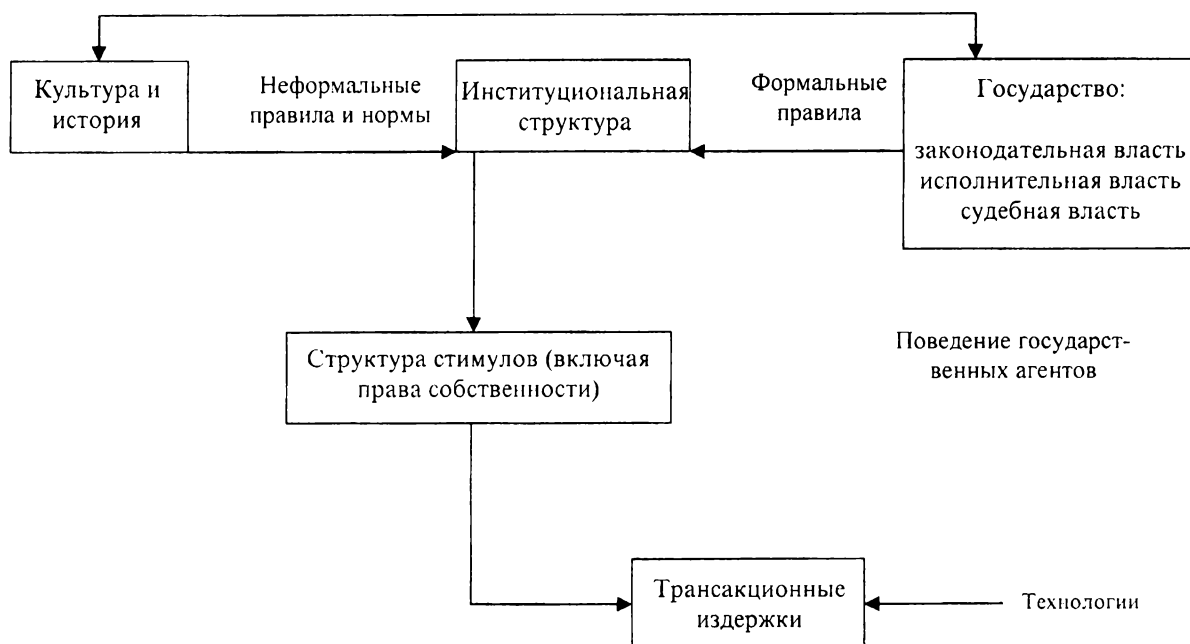 Культура и
история
Неформальные
правила и нормы
Институциональная
структура
Формальные
правила
Государство:
законодательная власть
исполнительная власть
судебная власть
Структура стимулов (включая
права собственности)
Поведение государст-
венных агентов
Трансакционные
издержки
Технологии